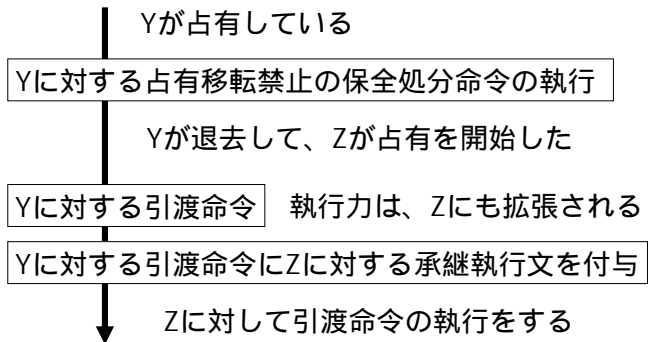 Yが占有している
Yに対する占有移転禁止の保全処分命令の執行
Yが退去して、Zが占有を開始した
Yに対する引渡命令 執行力は、Zにも拡張される
Yに対する引渡命令にZに対する承継執行文を付与
Zに対して引渡命令の執行をする